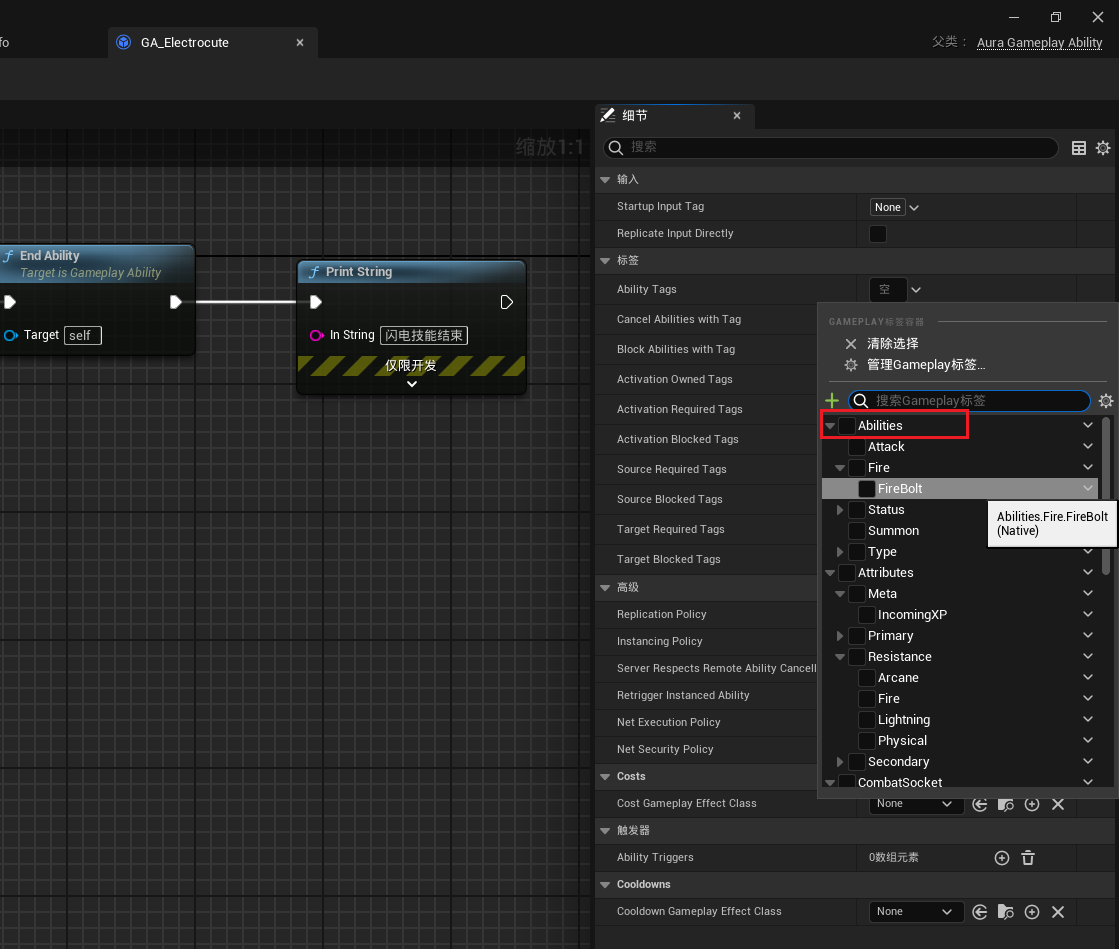 fo
GA_Electrocute
父类：
Aura Gameplay Ability
细节
缩放1:1
搜索
输入
Startup Input Tag
None
Replicate Input Directly
标签
Ability Tags
空
Cancel Abilities with Tag
Block Abilities with Tag
Activation Owned Tags
Activation Required Tags
Activation Blocked Tags
Source Required Tags
Source Blocked Tags
Target Required Tags
Target Blocked Tags
高级
Replication Policy
Instancing Policy
Server Respects Remote Ability Cancell
Retrigger Instanced Ability
Net Execution Policy
Net Security Policy
Costs
Cost Gameplay Effect Class
None
触发器
Ability Triggers
0数组元素
Cooldowns
Cooldown Gameplay Effect Class
None
End Ability
Target is Gameplay Ability
Target
self
Print String
In String
闪电技能结束
仅限开发
GAMEPLAY标签容器
清除选择
管理Gameplay标签...
搜索Gameplay标签
Abilities
Attack
Fire
FireBolt
Status
Summon
Type
Attributes
Meta
IncomingXP
Primary
Resistance
Arcane
Fire
Lightning
Physical
Secondary
CombatSocket
Abilities.Fire.FireBolt
(Native)